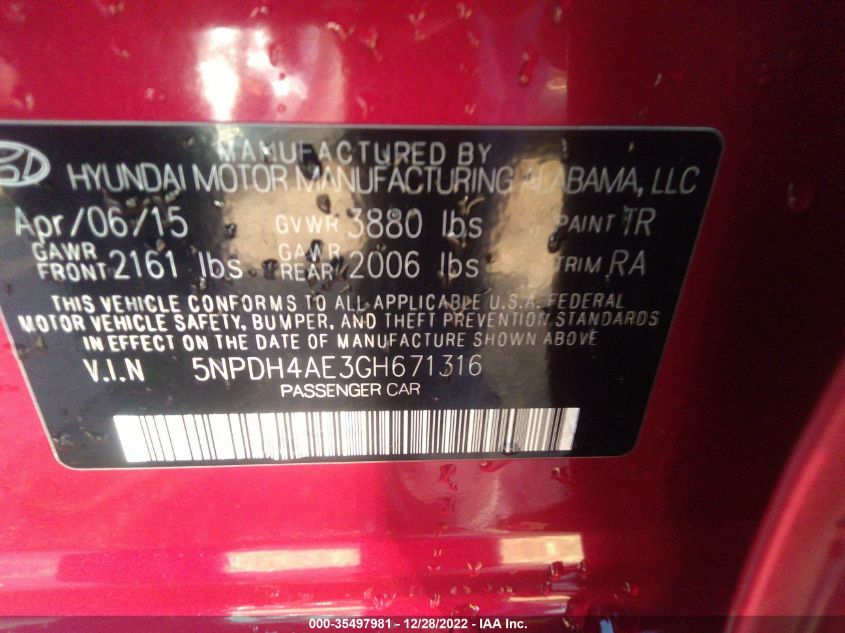 MANUFACTURED BY
HYUNDAI MOTOR MANUFACTURING ALABAMA, LLC
Apr/06/15 GVWR 3880 lbs PAINT TR
GAWR FRONT 2161 lbs GAWR REAR 2006 lbs TRIM RA
THIS VEHICLE CONFORMS TO ALL APPLICABLE U.S.A. FEDERAL
MOTOR VEHICLE SAFETY, BUMPER, AND THEFT PREVENTION STANDARDS
IN EFFECT ON THE DATE OF MANUFACTURE SHOWN ABOVE
V.I.N 5NPDH4AE3GH671316
PASSENGER CAR
000-35497981 - 12/28/2022 - IAA Inc.